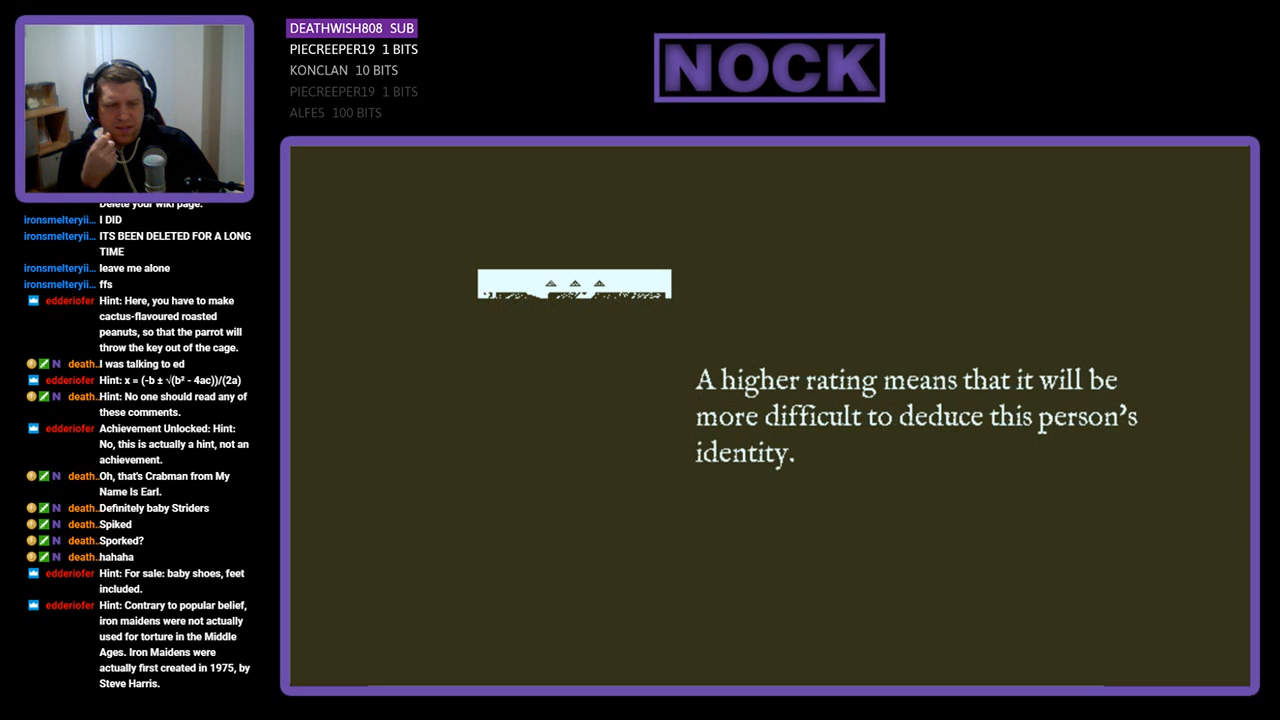 DEATHWISH808 SUB
PIECREEPER19 1 BITS
KONCLAN 10 BITS
PIECREEPER19 1 BITS
ALFE5 100 BITS
NOCK
Delete your wiki page.
ironsmelteryii... I DID
ironsmelteryii... ITS BEEN DELETED FOR A LONG
TIME
ironsmelteryii... leave me alone
ironsmelteryii... ffs
edderiofer Hint: Here, you have to make
cactus-flavoured roasted
peanuts, so that the parrot will
throw the key out of the cage.
N death... I was talking to ed
edderiofer Hint: x = (-b ± √(b² - 4ac))/(2a)
N death... Hint: No one should read any of
these comments.
edderiofer Achievement Unlocked: Hint:
No, this is actually a hint, not an
achievement.
N death... Oh, that's Crabman from My
Name Is Earl.
N death... Definitely baby Striders
N death... Spiked
N death... Sporked?
N death... hahaha
edderiofer Hint: For sale: baby shoes, feet
included.
edderiofer Hint: Contrary to popular belief,
iron maidens were not actually
used for torture in the Middle
Ages. Iron Maidens were
actually first created in 1975, by
Steve Harris.
A higher rating means that it will be
more difficult to deduce this person's
identity.